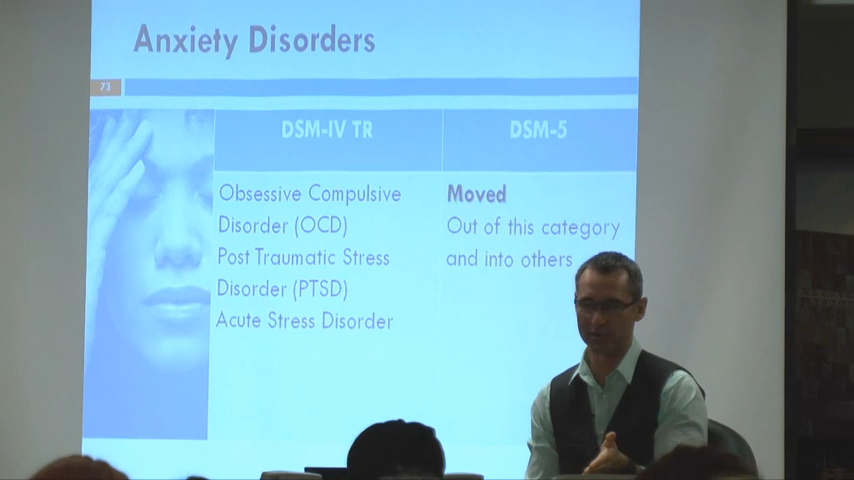 Anxiety Disorders
73
DSM-IV TR
DSM-5
Obsessive Compulsive
Disorder (OCD)
Post Traumatic Stress
Disorder (PTSD)
Acute Stress Disorder
Moved
Out of this category
and into others